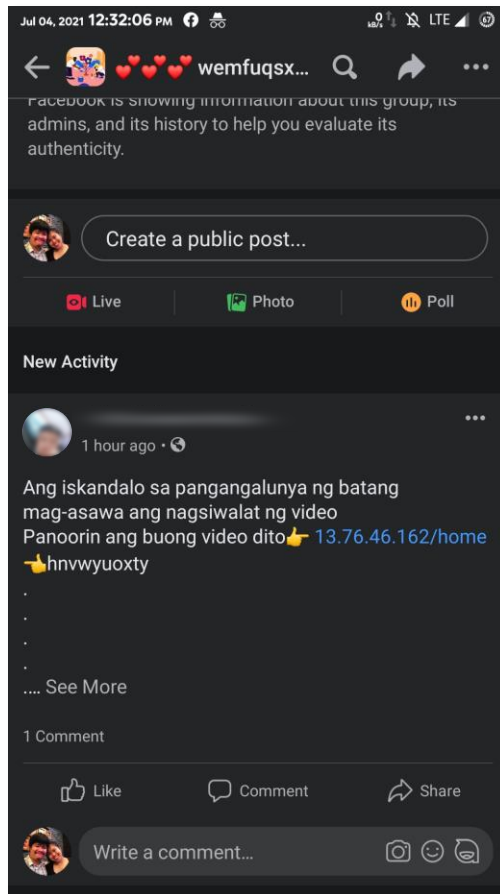 Jul 04, 2021 12:32:06 PM
LTE 67
wemfuqsx...
Facebook is showing information about this group, its
admins, and its history to help you evaluate its
authenticity.
Create a public post...
Live Photo Poll
New Activity
1 hour ago •
Ang iskandalo sa pangangalunya ng batang
mag-asawa ang nagsiwalat ng video
Panoorin ang buong video dito👉 13.76.46.162/home
👈hnvwyuoxty
.
.
.
.
.... See More
1 Comment
Like Comment Share
Write a comment...